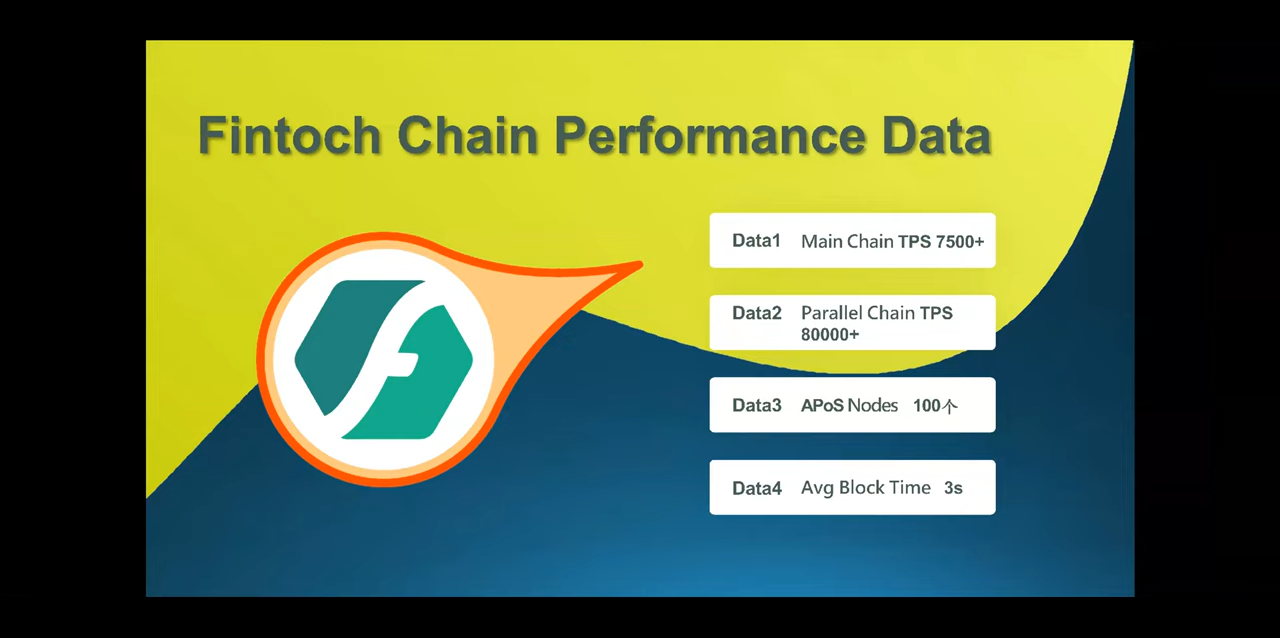 Fintoch Chain Performance Data
Data1 Main Chain TPS 7500+
Data2 Parallel Chain TPS
80000+
Data3 APoS Nodes 100个
Data4 Avg Block Time 3s